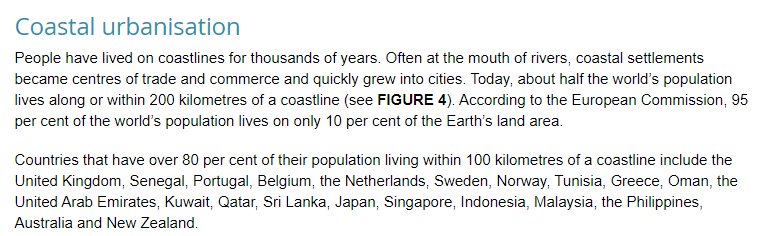 Coastal urbanisation
People have lived on coastlines for thousands of years. Often at the mouth of rivers, coastal settlements
became centres of trade and commerce and quickly grew into cities. Today, about half the world's population
lives along or within 200 kilometres of a coastline (see FIGURE 4). According to the European Commission, 95
per cent of the world's population lives on only 10 per cent of the Earth's land area.
Countries that have over 80 per cent of their population living within 100 kilometres of a coastline include the
United Kingdom, Senegal, Portugal, Belgium, the Netherlands, Sweden, Norway, Tunisia, Greece, Oman, the
United Arab Emirates, Kuwait, Qatar, Sri Lanka, Japan, Singapore, Indonesia, Malaysia, the Philippines,
Australia and New Zealand.